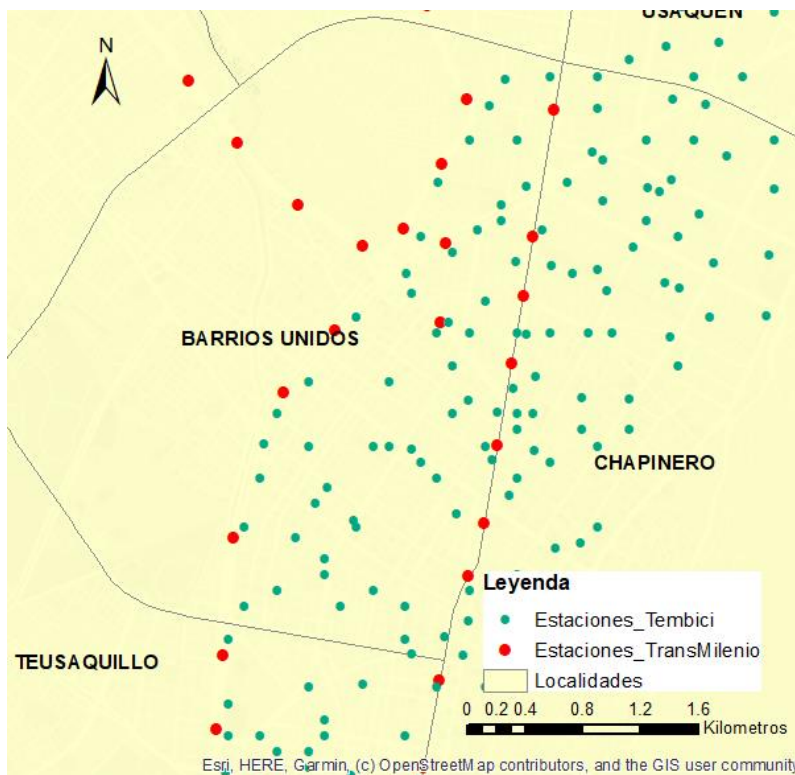 USAQUEN
N
BARRIOS UNIDOS
CHAPINERO
TEUSAQUILLO
Leyenda
Estaciones_Tembici
Estaciones_TransMilenio
Localidades
0 0.2 0.4 0.8 1.2 1.6
Kilometros
Esri, HERE, Garmin, (c) OpenStreetMap contributors, and the GIS user community